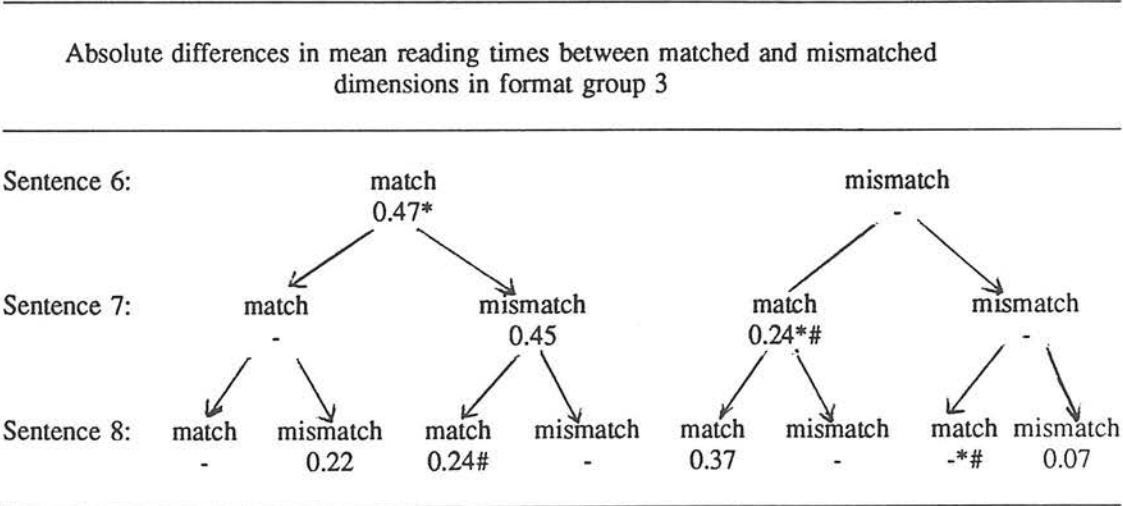 Absolute differences in mean reading times between matched and mismatched
dimensions in format group 3
Sentence 6: match mismatch
0.47* -
Sentence 7: match mismatch match mismatch
- 0.45 0.24*# -
Sentence 8: match mismatch match mismatch match mismatch match mismatch
- 0.22 0.24# - 0.37 - -*# 0.07